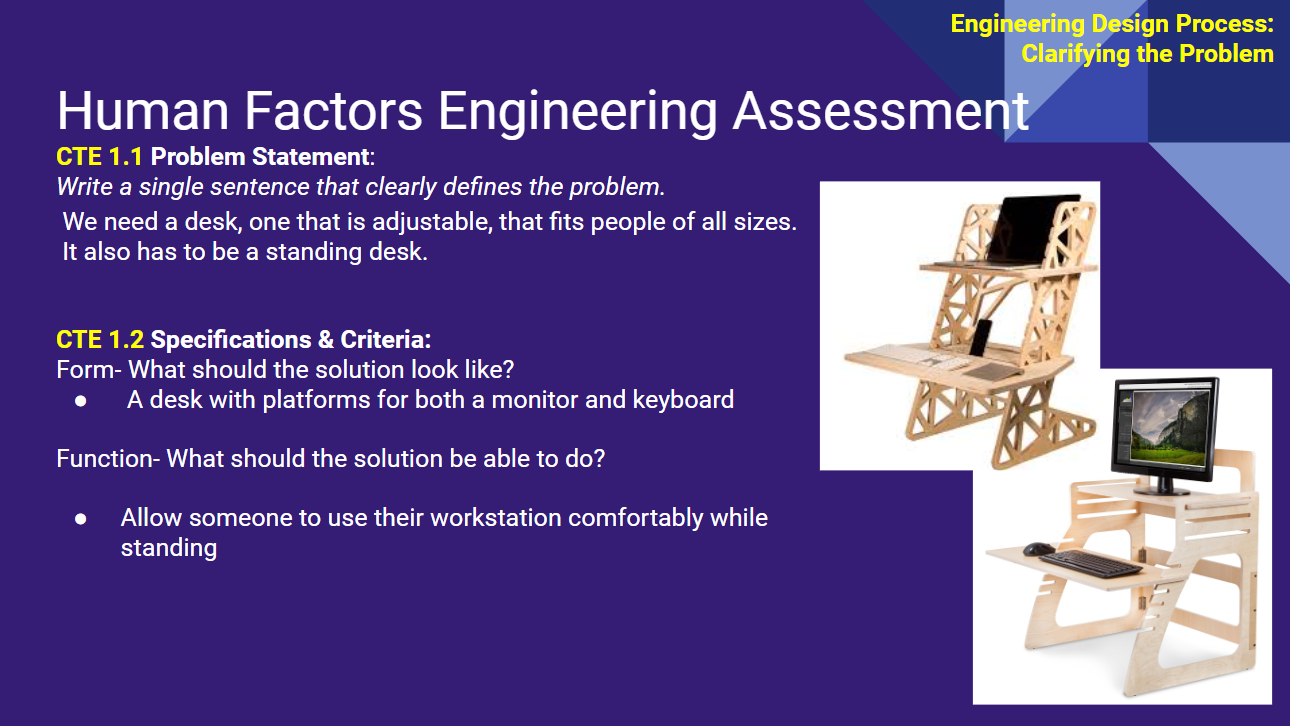 Engineering Design Process:
Clarifying the Problem
Human Factors Engineering Assessment
CTE 1.1 Problem Statement:
Write a single sentence that clearly defines the problem.
We need a desk, one that is adjustable, that fits people of all sizes.
It also has to be a standing desk.
CTE 1.2 Specifications & Criteria:
Form- What should the solution look like?
● A desk with platforms for both a monitor and keyboard
Function- What should the solution be able to do?
● Allow someone to use their workstation comfortably while
standing